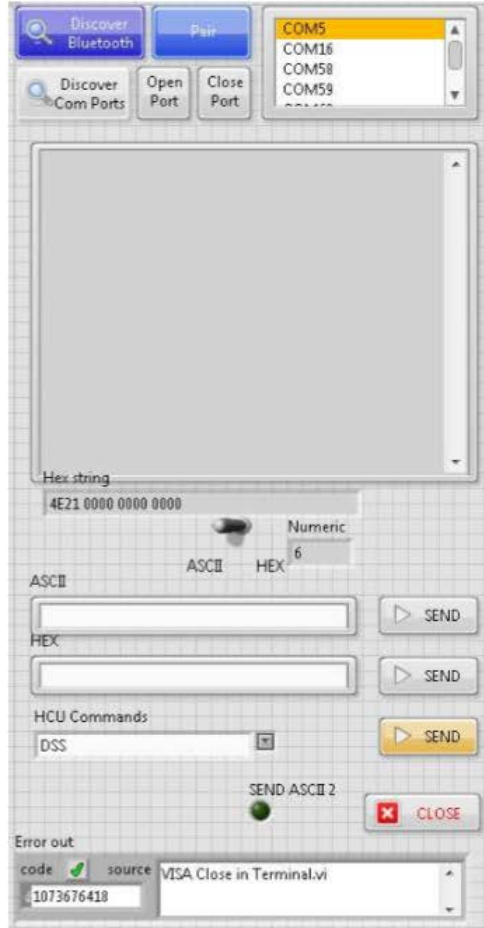 Discover
Bluetooth
Pair
COM5
COM16
COM58
COM59
Discover
Com Ports
Open
Port
Close
Port
Hex string
4E21 0000 0000 0000
Numeric
6
ASCII HEX
ASCII
SEND
HEX
SEND
HCU Commands
DSS
SEND
SEND ASCII 2
CLOSE
Error out
code source
1073676418
VISA Close in Terminal.vi